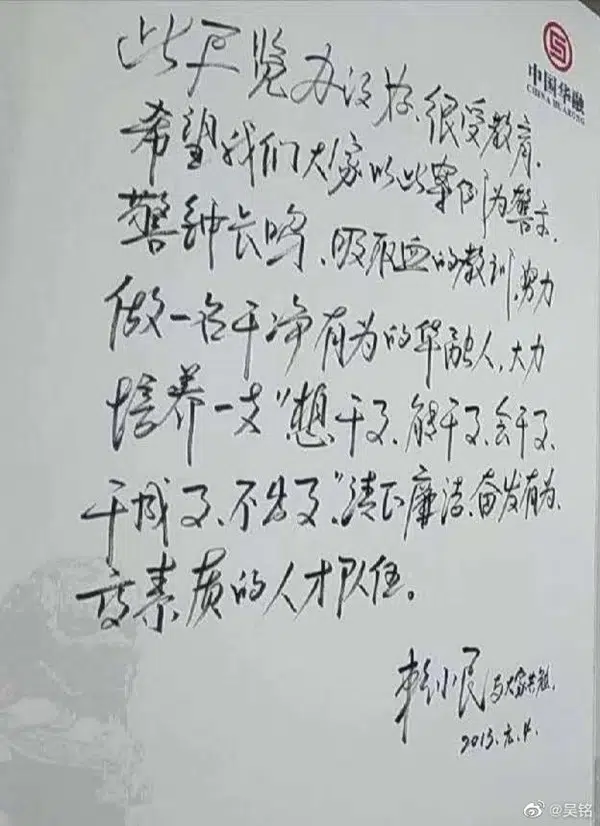 中国华融
CHINA HUARONG
此展览办设好,很受教育.
希望我们大家以此案例为警示,
警钟长鸣、吸取血的教训,努力
做一名干净有为的华融人,大力
培养一支“想干事、能干事、会干事、
干成事、不出事”清正廉洁、奋发有为、
高素质的人才队伍。
赖小民与大家共勉.
2015.
@吴铭